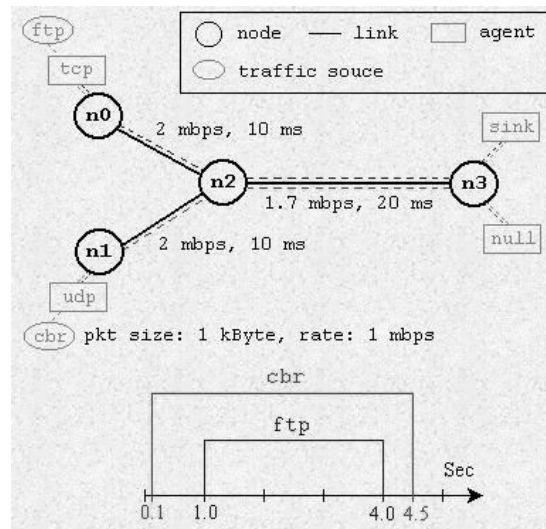 ftp
tcp
node
link
agent
traffic souce
n0
2 mbps, 10 ms
sink
n2
n3
1.7 mbps, 20 ms
n1
2 mbps, 10 ms
null
udp
cbr
pkt size: 1 kByte, rate: 1 mbps
cbr
ftp
Sec
0.1
1.0
4.0
4.5